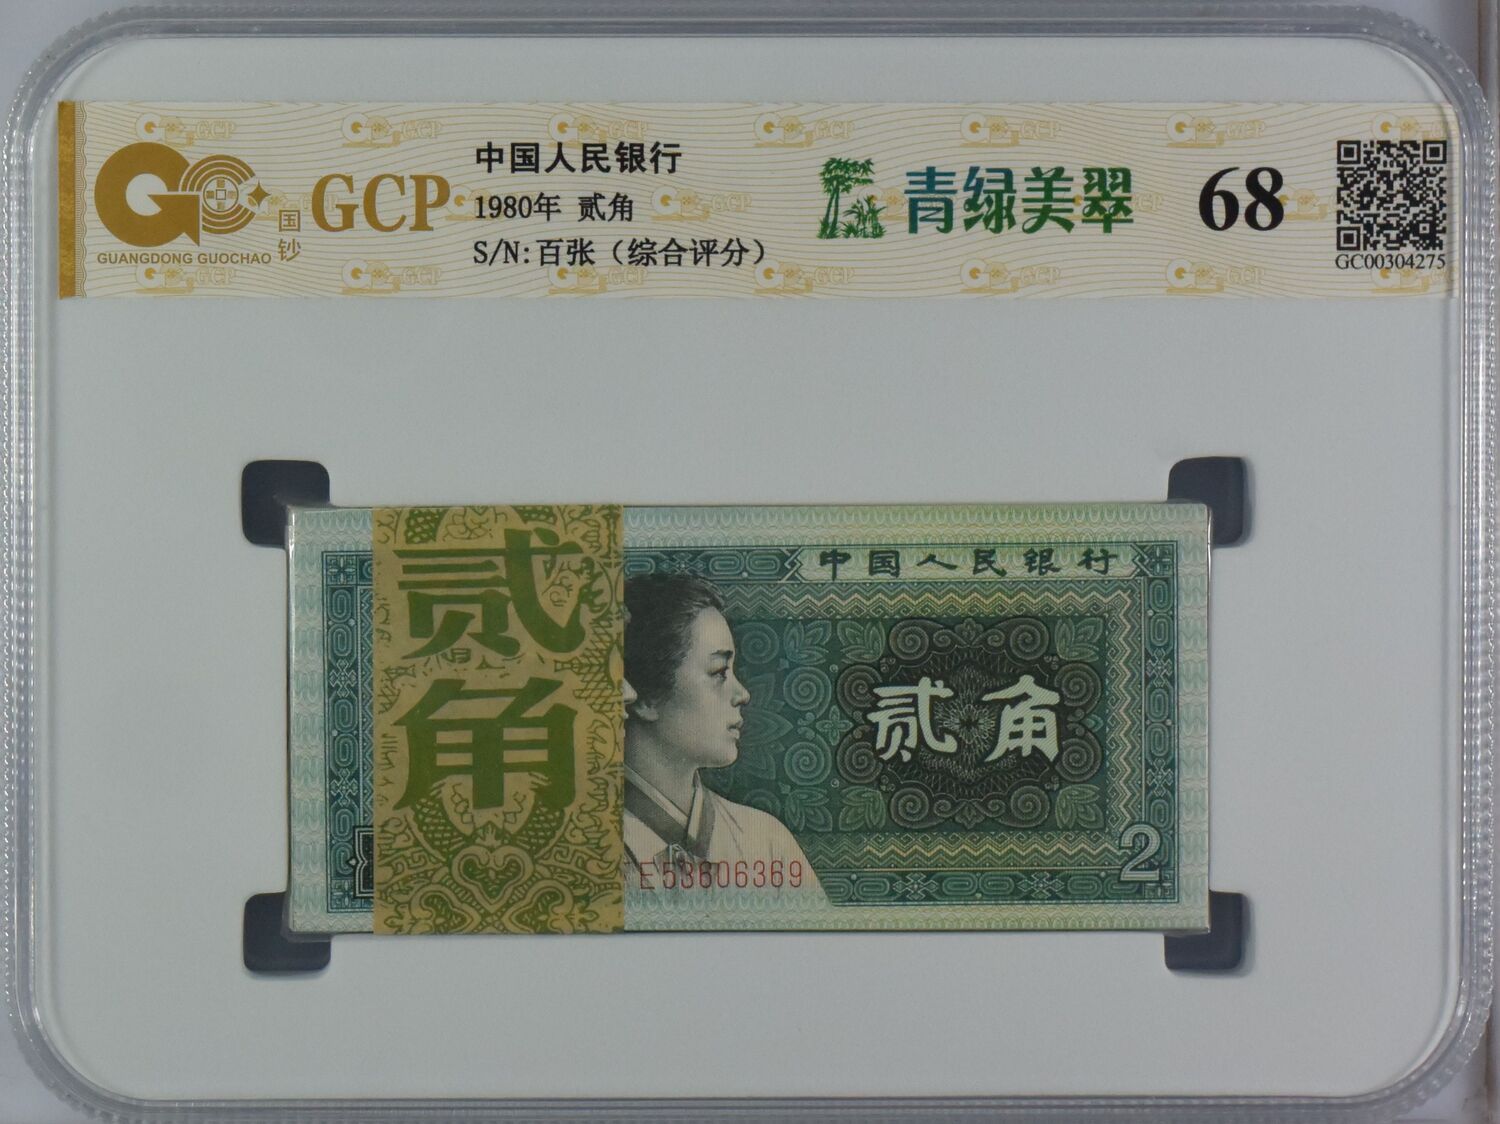 GCP
国
钞
GUANGDONG GUOCHAO
中国人民银行
1980年 贰角
S/N:百张（综合评分）
青绿美翠
68
GC00304275
贰
角
中国人民银行
贰角
E53606369
2